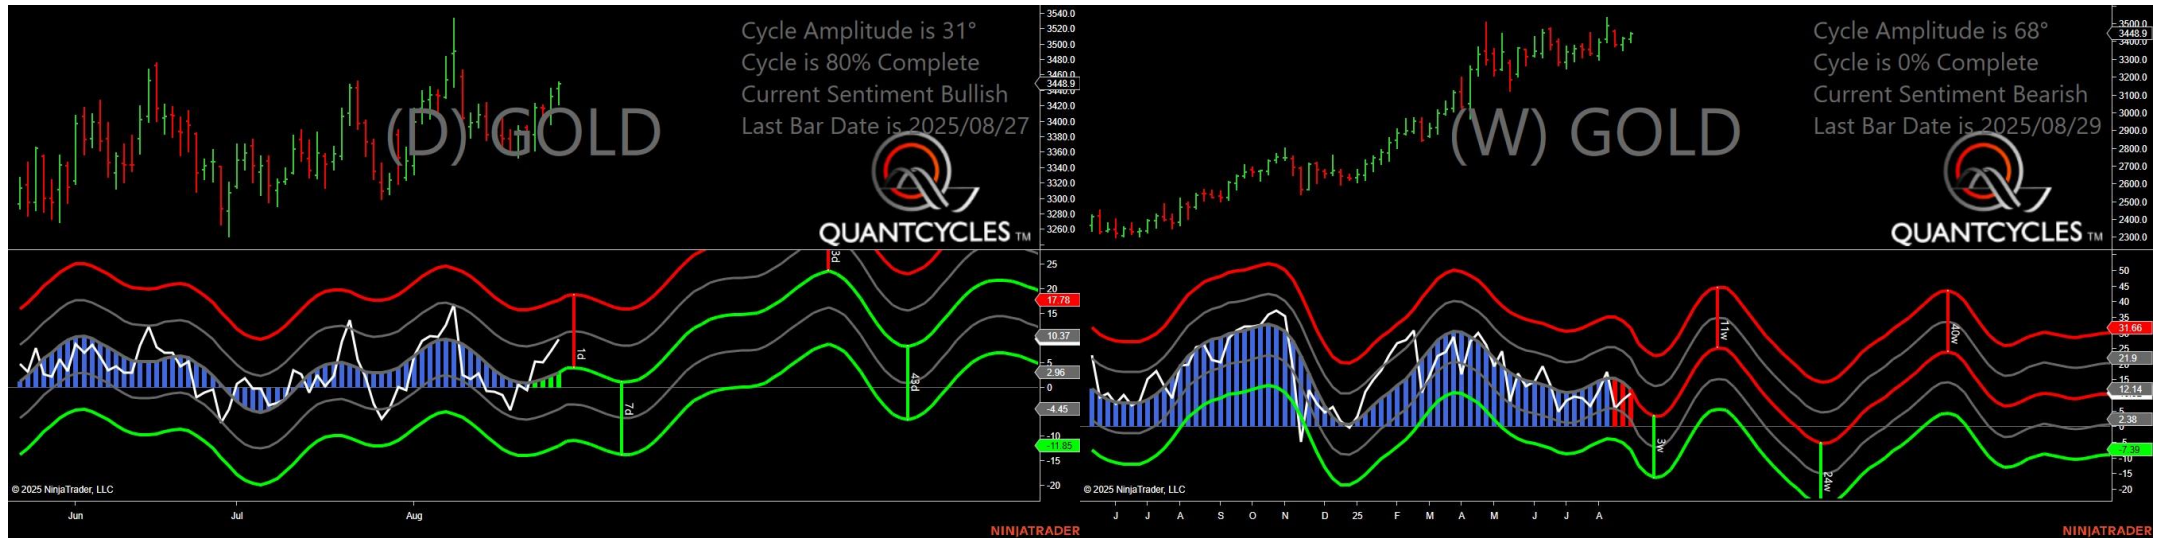 Cycle Amplitude is 31°
Cycle is 80% Complete
Current Sentiment Bullish
Last Bar Date is 2025/08/27
(D) GOLD
QUANTCYCLES TM
3540.0
3520.0
3500.0
3480.0
3460.0
3448.9
3440.0
3420.0
3400.0
3380.0
3360.0
3340.0
3320.0
3300.0
3280.0
3260.0
3d
1d
7d
43d
25
20
17.78
15
10.37
5
2.96
0
-4.45
-10
-11.85
-15
-20
© 2025 NinjaTrader, LLC
Jun Jul Aug
NINJATRADER
Cycle Amplitude is 68°
Cycle is 0% Complete
Current Sentiment Bearish
Last Bar Date is 2025/08/29
(W) GOLD
QUANTCYCLES TM
3500.0
3448.9
3400.0
3300.0
3200.0
3100.0
3000.0
2900.0
2800.0
2700.0
2600.0
2500.0
2400.0
2300.0
11w
40w
3w
24w
50
45
40
35
31.66
25
21.9
15
12.14
5
2.38
-5
-7.39
-10
-15
-20
© 2025 NinjaTrader, LLC
J J A S O N D 25 F M A M J J A
NINJATRADER